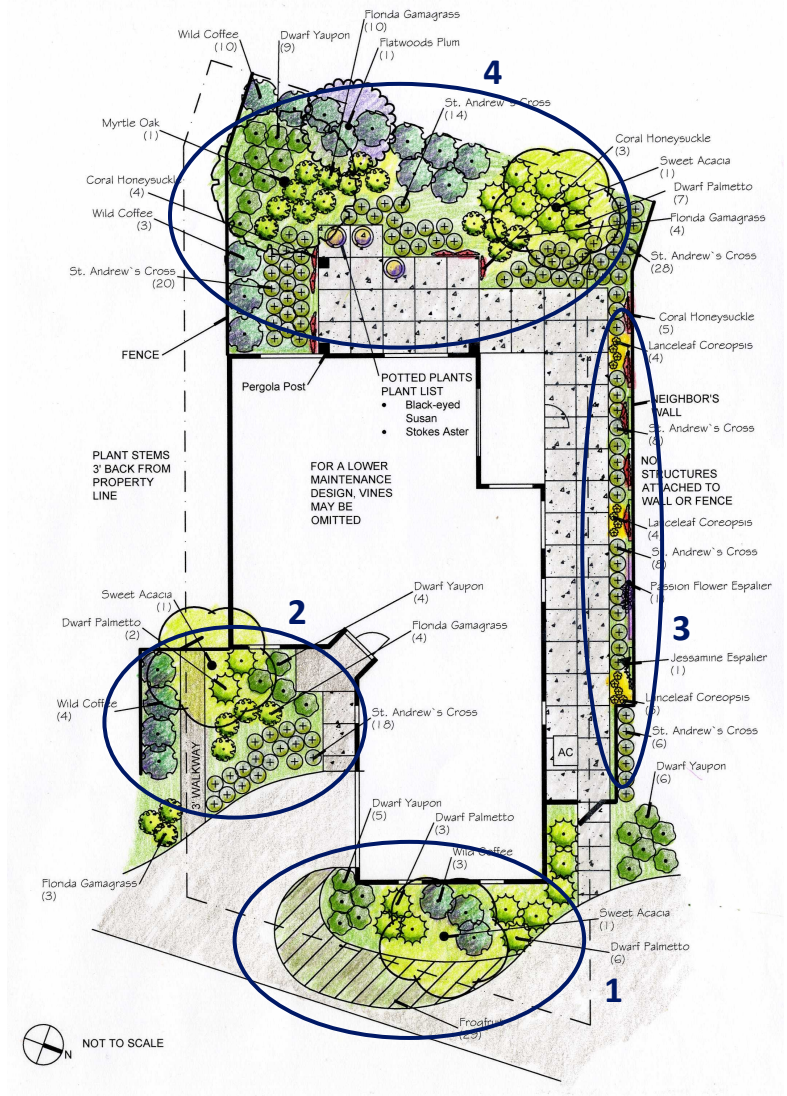 Florida Gamagrass
(10)
Flatwoods Plum
(1)
Wild Coffee
(10)
Dwarf Yaupon
(9)
4
St. Andrew`s Cross
(14)
Myrtle Oak
(1)
Coral Honeysuckle
(3)
Sweet Acacia
(1)
Coral Honeysuckle
(4)
Dwarf Palmetto
(7)
Wild Coffee
(3)
Florida Gamagrass
(4)
St. Andrew`s Cross
(28)
St. Andrew`s Cross
(20)
Coral Honeysuckle
(5)
Lanceleaf Coreopsis
(4)
FENCE
Pergola Post
POTTED PLANTS
PLANT LIST
• Black-eyed
Susan
• Stokes Aster
NEIGHBOR'S
WALL
St. Andrew`s Cross
(8)
PLANT STEMS
3' BACK FROM
PROPERTY
LINE
FOR A LOWER
MAINTENANCE
DESIGN, VINES
MAY BE
OMITTED
NO
STRUCTURES
ATTACHED TO
WALL OR FENCE
Lanceleaf Coreopsis
(4)
St. Andrew`s Cross
(8)
Passion Flower Espalier
(1)
3
Sweet Acacia
(1)
2
Dwarf Yaupon
(4)
Dwarf Palmetto
(2)
Florida Gamagrass
(4)
Jessamine Espalier
(1)
Wild Coffee
(4)
Lanceleaf Coreopsis
St. Andrew`s Cross
(18)
St. Andrew`s Cross
(6)
AC
3' WALKWAY
Dwarf Yaupon
(6)
Dwarf Yaupon
(5)
Dwarf Palmetto
(3)
Wild Coffee
(3)
Florida Gamagrass
(3)
Sweet Acacia
(1)
Dwarf Palmetto
(6)
1
Frogfruit
(29)
N
NOT TO SCALE